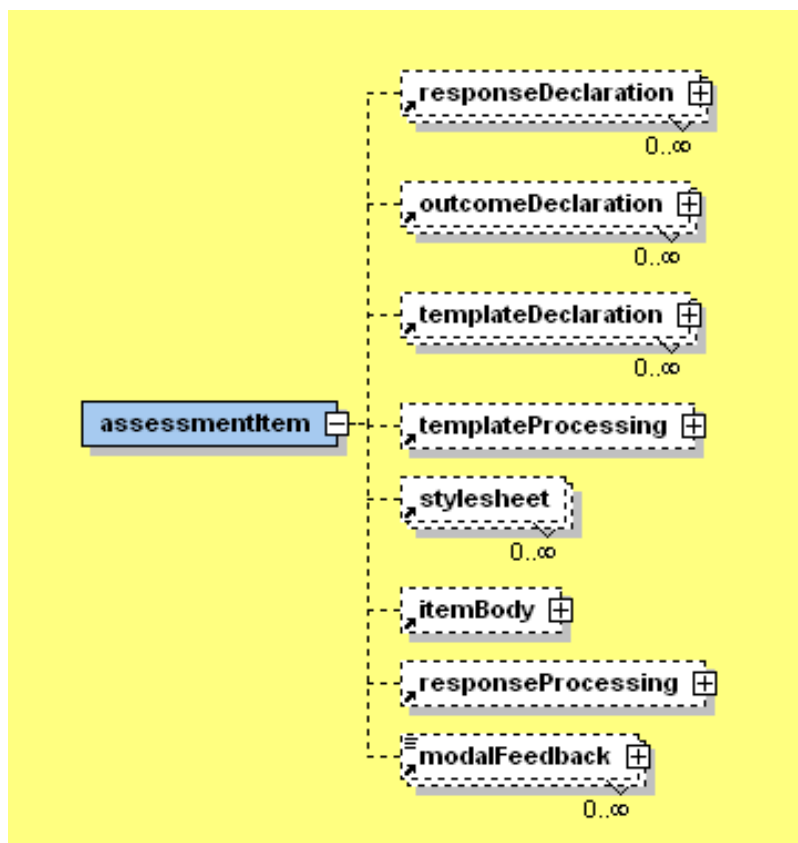 responseDeclaration
0..∞
outcomeDeclaration
0..∞
templateDeclaration
0..∞
assessmentItem
templateProcessing
stylesheet
0..∞
itemBody
responseProcessing
modalFeedback
0..∞